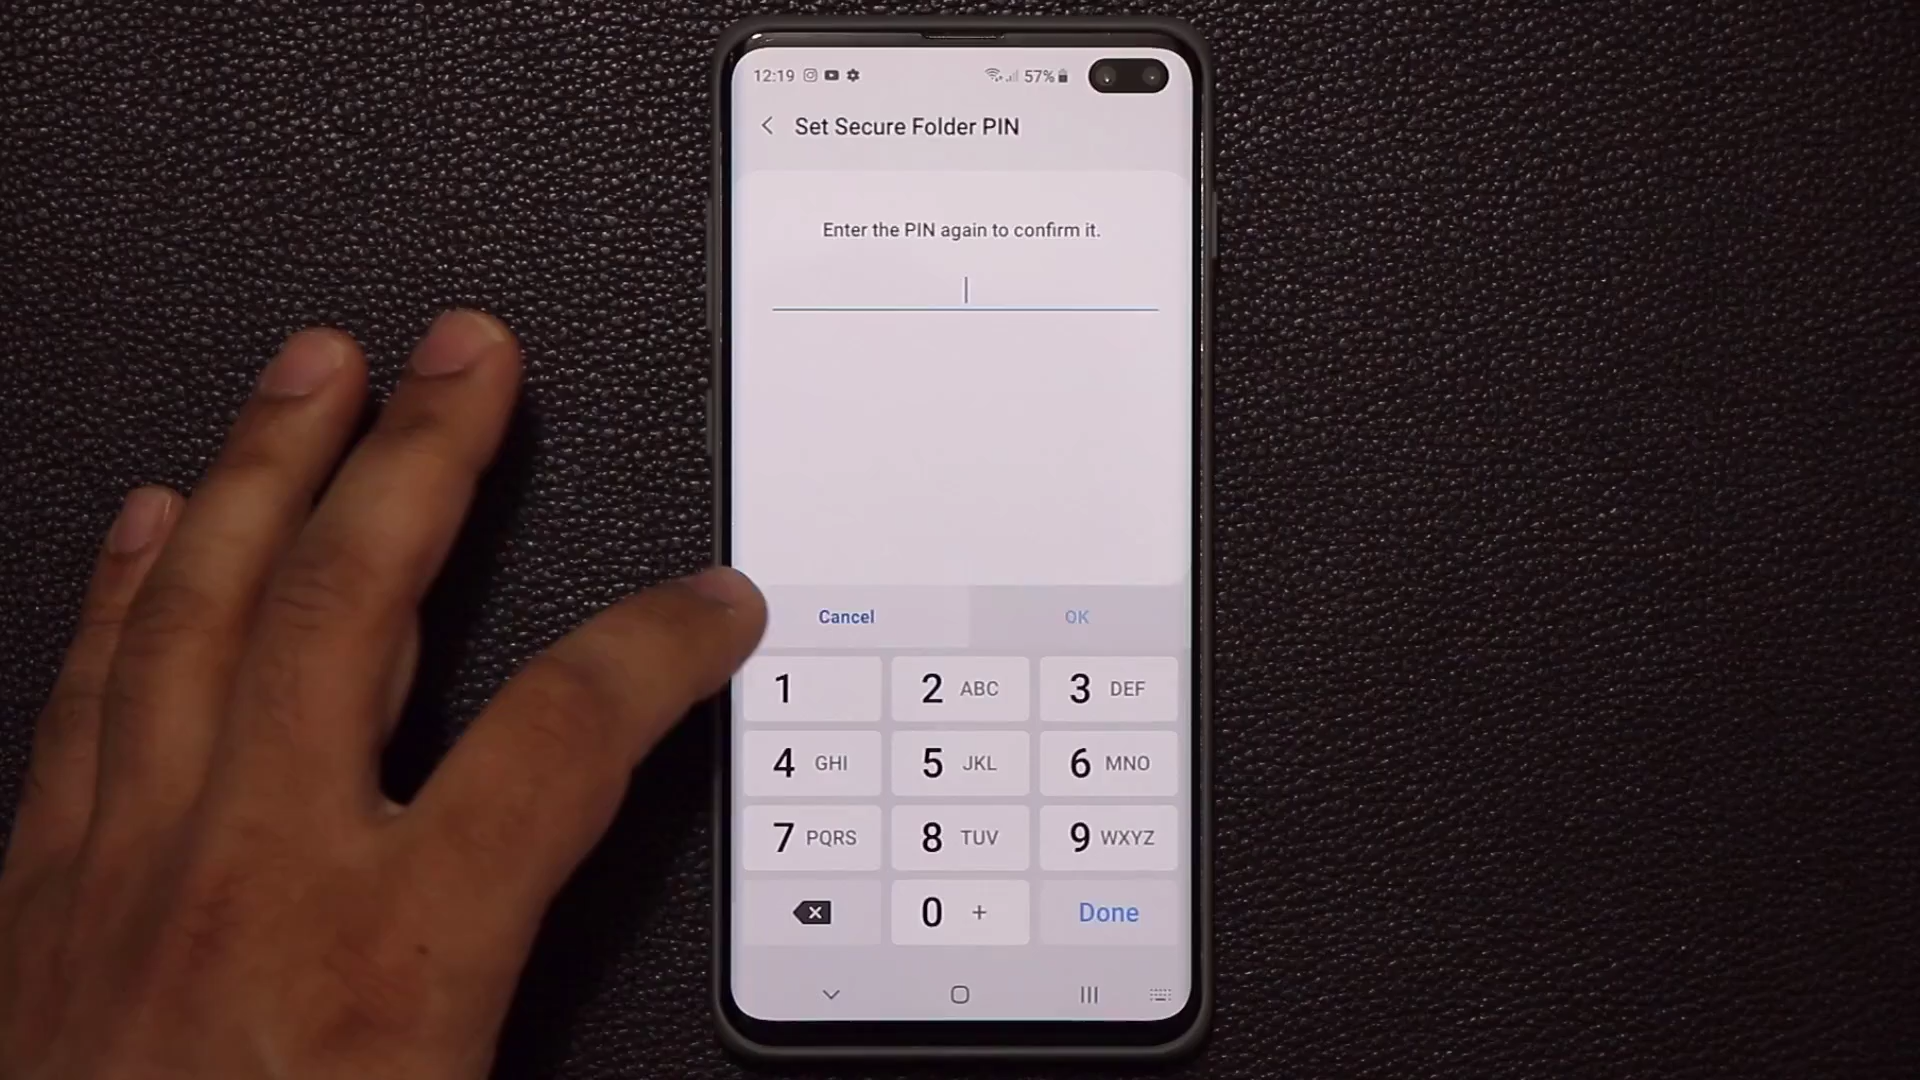 12:19 57%
Set Secure Folder PIN
Enter the PIN again to confirm it.
Cancel OK
1 2 ABC 3 DEF
4 GHI 5 JKL 6 MNO
7 PQRS 8 TUV 9 WXYZ
0 + Done